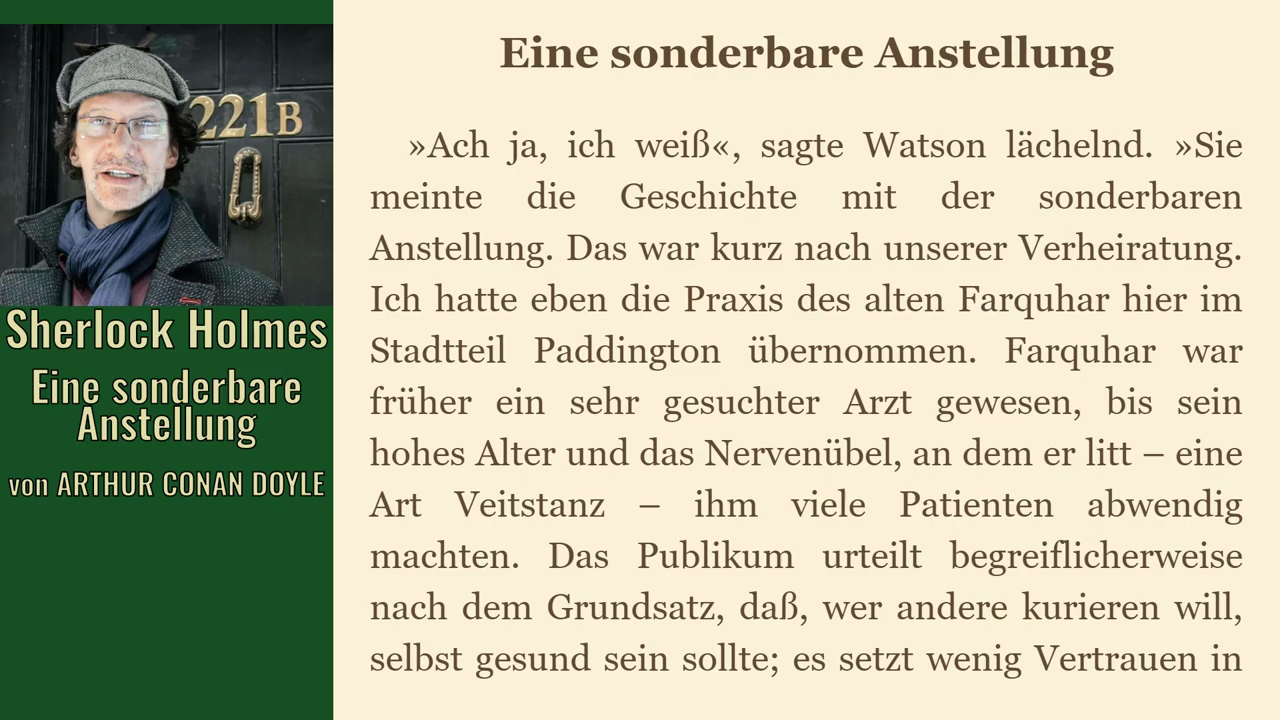 221B
Sherlock Holmes
Eine sonderbare
Anstellung
von ARTHUR CONAN DOYLE
Eine sonderbare Anstellung
»Ach ja, ich weiß«, sagte Watson lächelnd. »Sie
meinte die Geschichte mit der sonderbaren
Anstellung. Das war kurz nach unserer Verheiratung.
Ich hatte eben die Praxis des alten Farquhar hier im
Stadtteil Paddington übernommen. Farquhar war
früher ein sehr gesuchter Arzt gewesen, bis sein
hohes Alter und das Nervenübel, an dem er litt – eine
Art Veitstanz – ihm viele Patienten abwendig
machten. Das Publikum urteilt begreiflicherweise
nach dem Grundsatz, daß, wer andere kurieren will,
selbst gesund sein sollte; es setzt wenig Vertrauen in